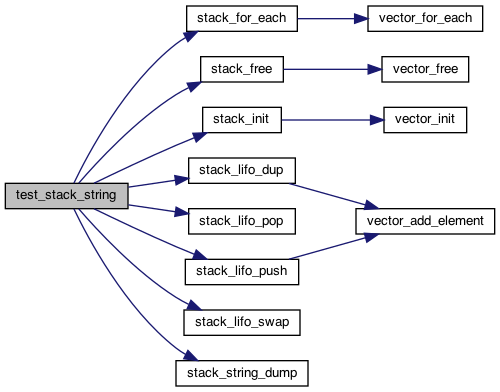 stack_for_each
vector_for_each
stack_free
vector_free
stack_init
vector_init
stack_lifo_dup
test_stack_string
stack_lifo_pop
vector_add_element
stack_lifo_push
stack_lifo_swap
stack_string_dump